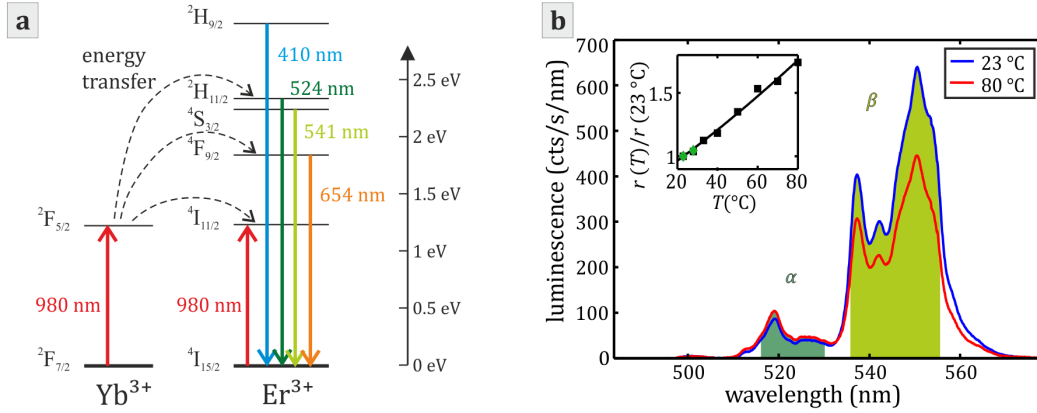 a
²H₉/₂
energy
transfer
410 nm
²H₁₁/₂
524 nm
⁴S₃/₂
541 nm
⁴F₉/₂
654 nm
²F₅/₂
⁴I₁₁/₂
980 nm
980 nm
²F₇/₂
⁴I₁₅/₂
Yb³⁺
Er³⁺
2.5 eV
2 eV
1.5 eV
1 eV
0.5 eV
0 eV
b
luminescence (cts/s/nm)
700
600
500
400
300
200
100
0
r (T)/r (23 °C)
1.5
1
20 40 60 80
T(°C)
23 °C
80 °C
β
α
500 520 540 560
wavelength (nm)